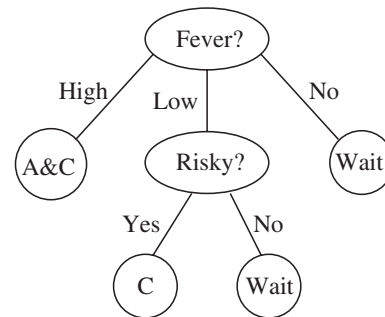 Fever?
High
Low
No
A&C
Risky?
Wait
Yes
No
C
Wait